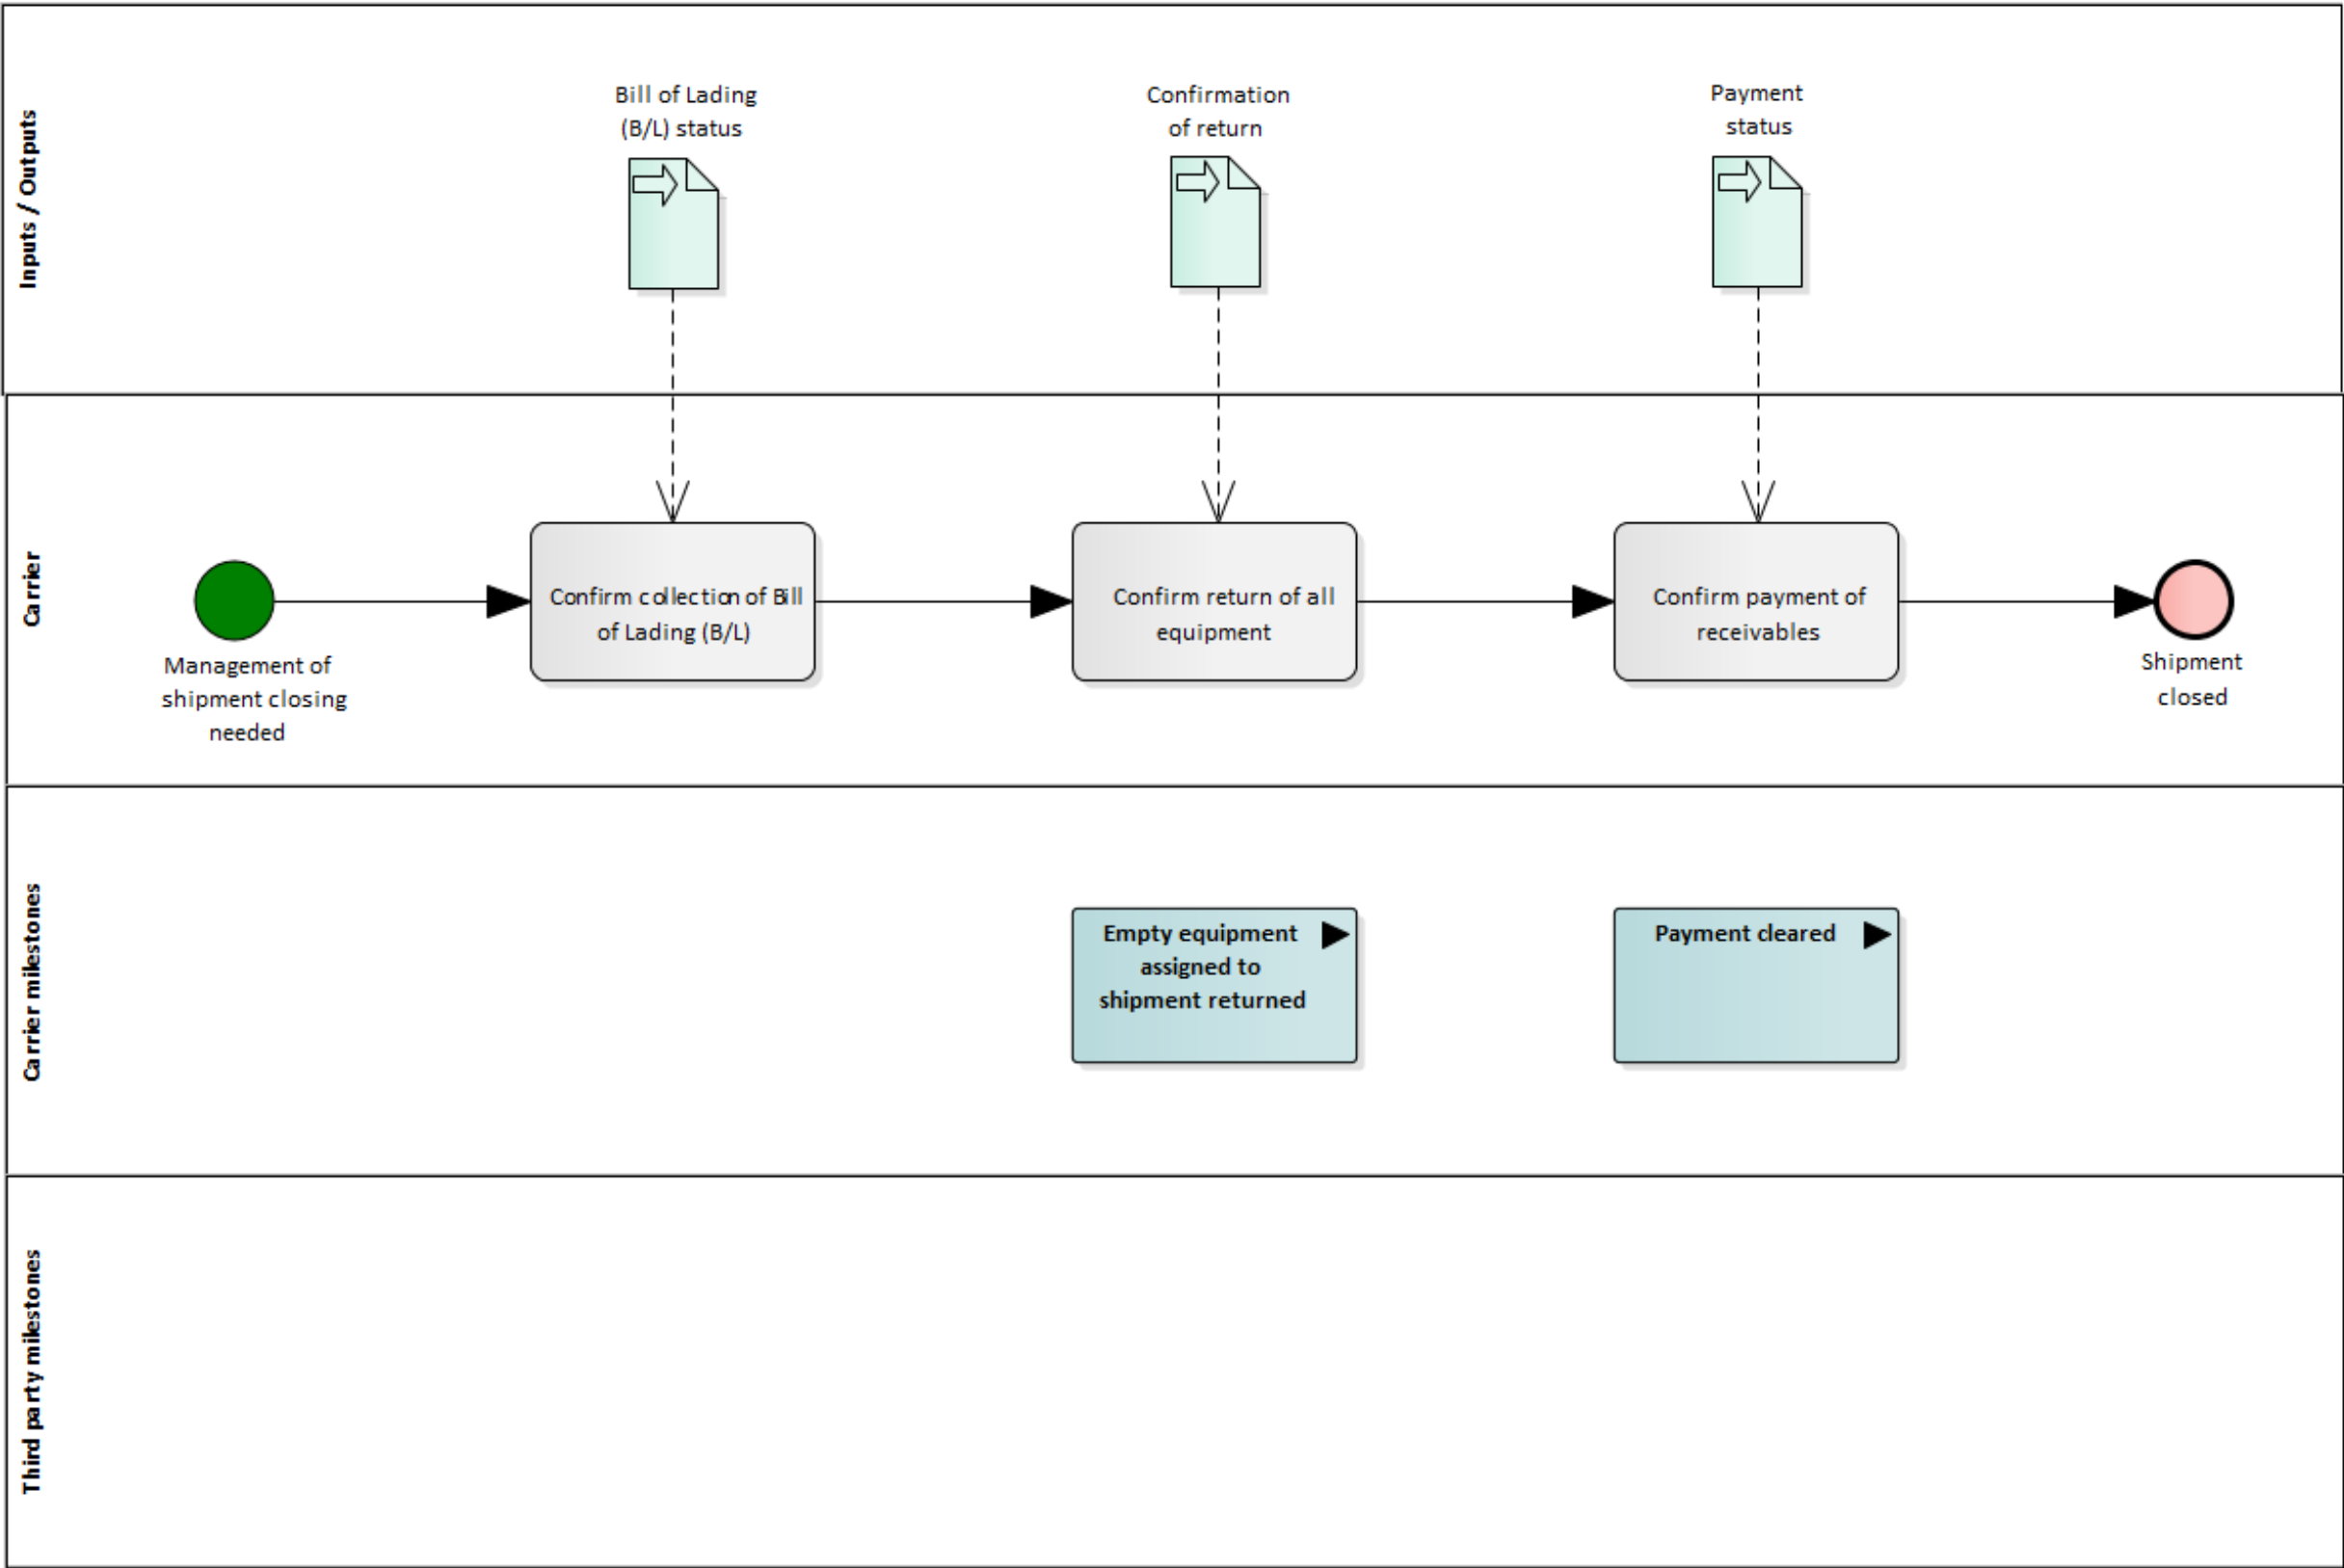 Inputs / Outputs
Bill of Lading
(B/L) status
Confirmation
of return
Payment
status
Carrier
Management of
shipment closing
needed
Confirm collection of Bill
of Lading (B/L)
Confirm return of all
equipment
Confirm payment of
receivables
Shipment
closed
Carrier milestones
Empty equipment
assigned to
shipment returned
Payment cleared
Third party milestones